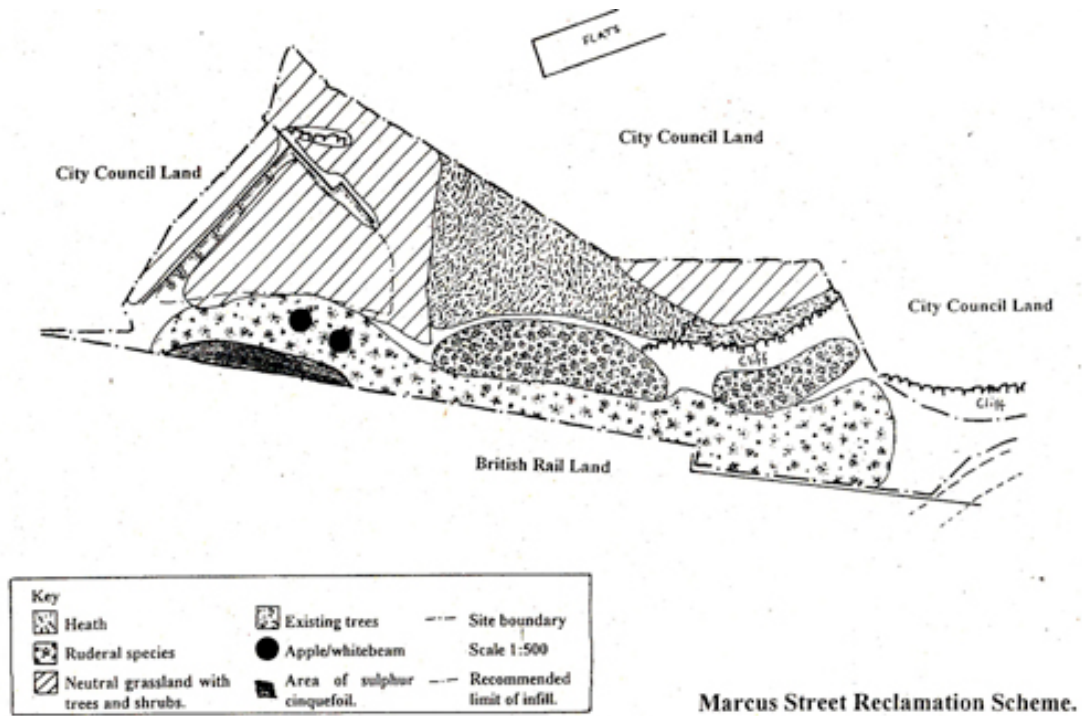 FLATS
City Council Land
City Council Land
City Council Land
Cliff
Cliff
British Rail Land
Key
Heath
Ruderal species
Neutral grassland with
trees and shrubs.
Existing trees
Apple/whitebeam
Area of sulphur
cinquefoil.
Site boundary
Scale 1:500
Recommended
limit of infill.
Marcus Street Reclamation Scheme.